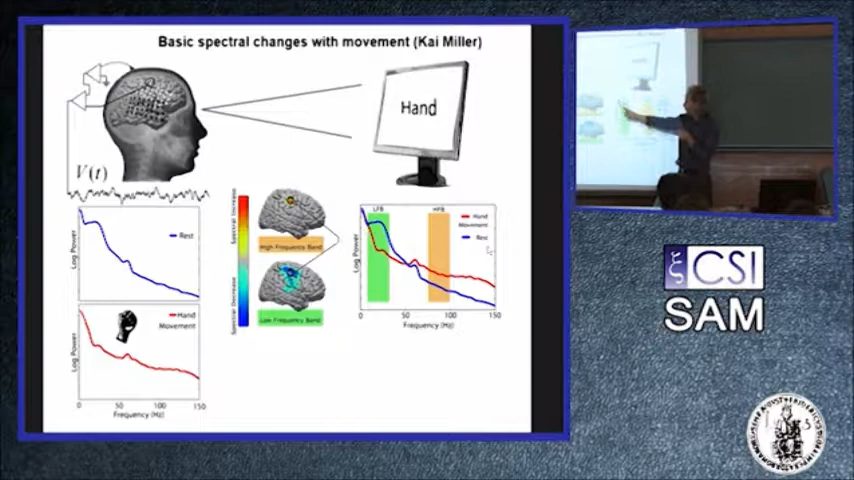 Basic spectral changes with movement (Kai Miller)
Hand
V(t)
Log Power
Rest
Log Power
Hand
Movement
0 50 100 150
Frequency (Hz)
Spectral Increase
Spectral Decrease
High Frequency Band
Low Frequency Band
LFB HFB
Log Power
Hand
Movement
Rest
0 50 100 150
Frequency (Hz)
ξ CSI
SAM